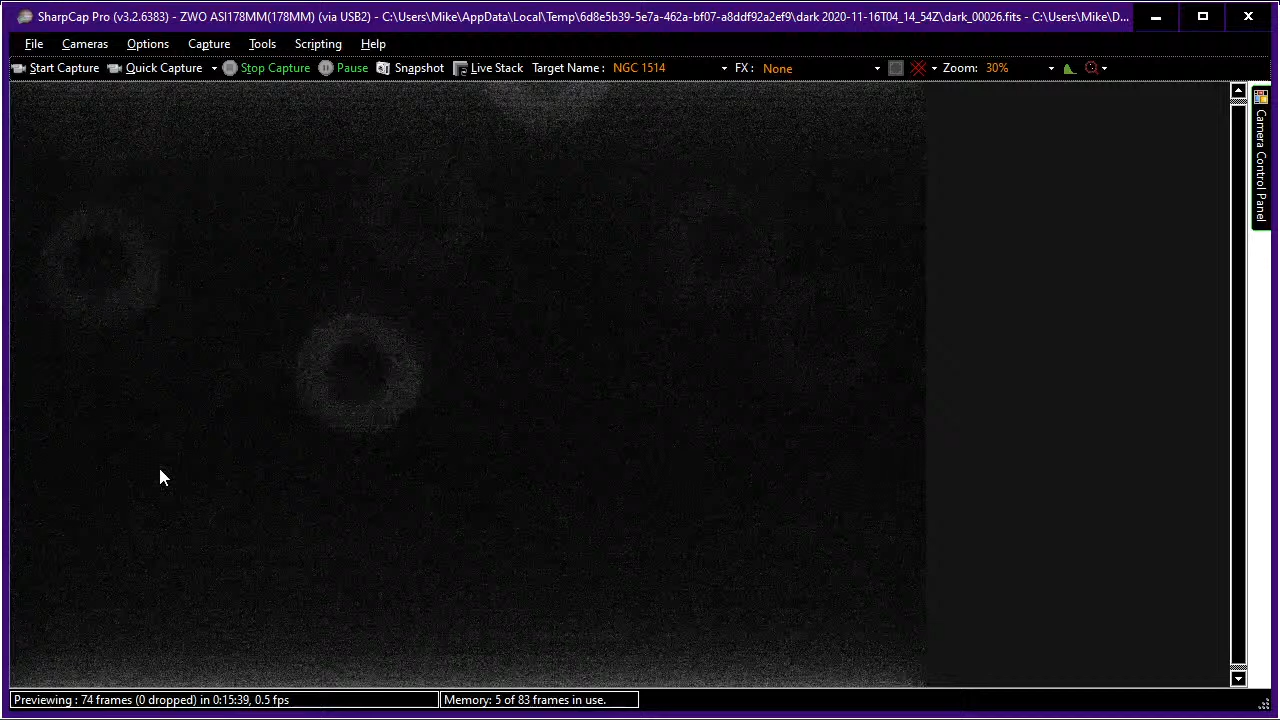 SharpCap Pro (v3.2.6383) - ZWO ASI178MM(178MM) (via USB2) - C:\Users\Mike\AppData\Local\Temp\6d8e5b39-5e7a-462a-bf07-a8ddf92a2ef9\dark 2020-11-16T04_14_54Z\dark_00026.fits - C:\Users\Mike\D...
File Cameras Options Capture Tools Scripting Help
Start Capture Quick Capture Stop Capture Pause Snapshot Live Stack Target Name: NGC 1514 FX: None Zoom: 30%
Camera Control Panel
Previewing : 74 frames (0 dropped) in 0:15:39, 0.5 fps Memory: 5 of 83 frames in use.